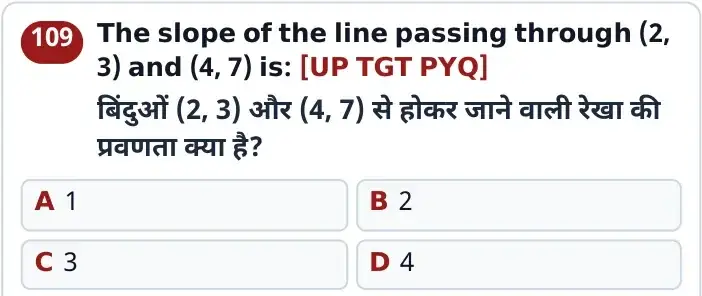 109 The slope of the line passing through (2,
3) and (4, 7) is: [UP TGT PYQ]
बिंदुओं (2, 3) और (4, 7) से होकर जाने वाली रेखा की
प्रवणता क्या है?
A 1
B 2
C 3
D 4